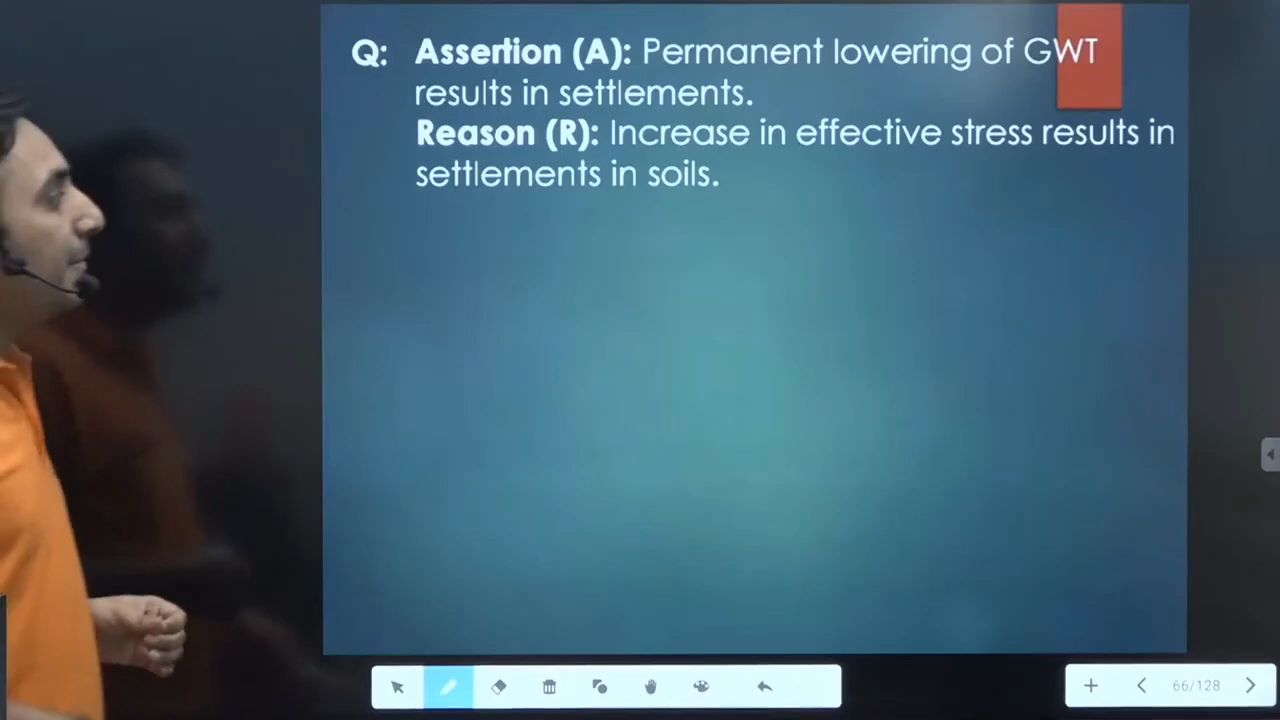 Q: Assertion (A): Permanent lowering of GWT
results in settlements.
Reason (R): Increase in effective stress results in
settlements in soils.
66/128